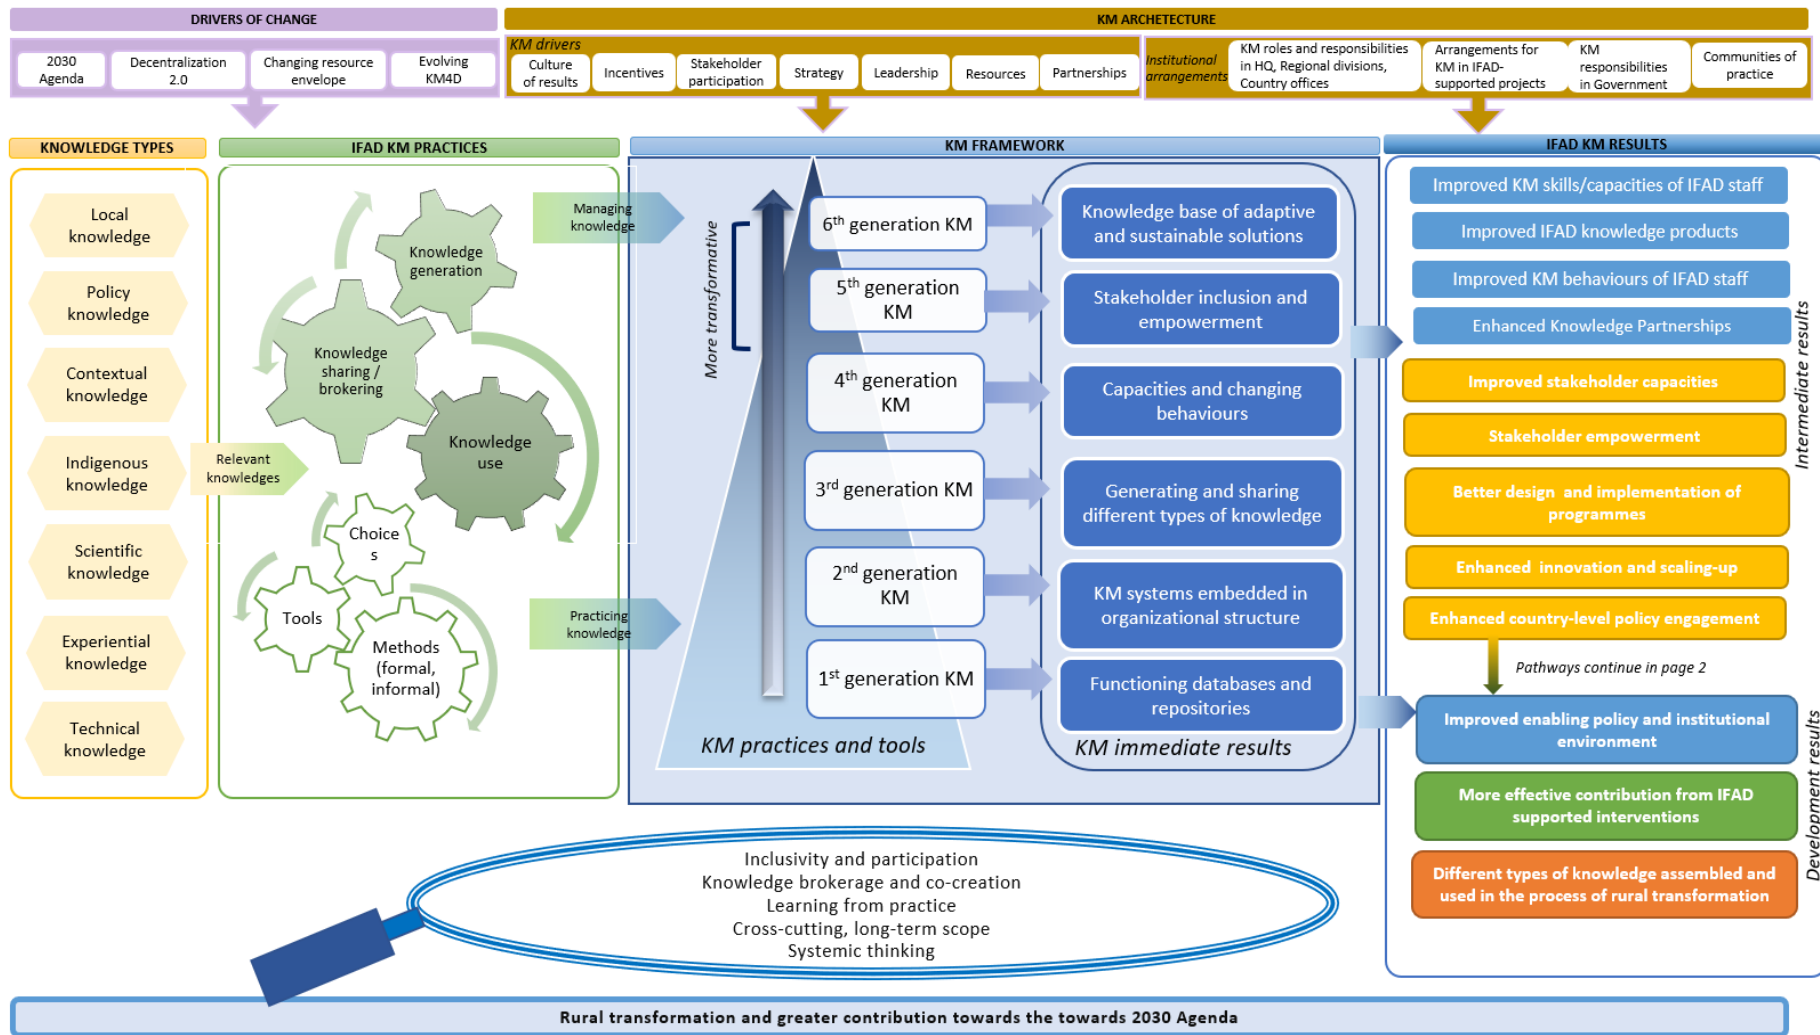 DRIVERS OF CHANGE
2030
Agenda
Decentralization
2.0
Changing resource
envelope
Evolving
KM4D
KM ARCHETECTURE
KM drivers
Culture
of results
Incentives
Stakeholder
participation
Strategy
Leadership
Resources
Partnerships
Institutional
arrangements
KM roles and responsibilities
in HQ, Regional divisions,
Country offices
Arrangements for
KM in IFAD-
supported projects
KM
responsibilities
in Government
Communities of
practice
KNOWLEDGE TYPES
Local
knowledge
Policy
knowledge
Contextual
knowledge
Indigenous
knowledge
Scientific
knowledge
Experiential
knowledge
Technical
knowledge
Relevant
knowledges
IFAD KM PRACTICES
Knowledge
generation
Knowledge
sharing /
brokering
Knowledge
use
Choice
s
Tools
Methods
(formal,
informal)
Managing
knowledge
Practicing
knowledge
KM FRAMEWORK
More transformative
6th generation KM
5th generation
KM
4th generation
KM
3rd generation KM
2nd generation
KM
1st generation KM
KM practices and tools
Knowledge base of adaptive
and sustainable solutions
Stakeholder inclusion and
empowerment
Capacities and changing
behaviours
Generating and sharing
different types of knowledge
KM systems embedded in
organizational structure
Functioning databases and
repositories
KM immediate results
IFAD KM RESULTS
Improved KM skills/capacities of IFAD staff
Improved IFAD knowledge products
Improved KM behaviours of IFAD staff
Enhanced Knowledge Partnerships
Improved stakeholder capacities
Stakeholder empowerment
Better design and implementation of
programmes
Enhanced innovation and scaling-up
Enhanced country-level policy engagement
Intermediate results
Pathways continue in page 2
Improved enabling policy and institutional
environment
More effective contribution from IFAD
supported interventions
Different types of knowledge assembled and
used in the process of rural transformation
Development results
Inclusivity and participation
Knowledge brokerage and co-creation
Learning from practice
Cross-cutting, long-term scope
Systemic thinking
Rural transformation and greater contribution towards the towards 2030 Agenda